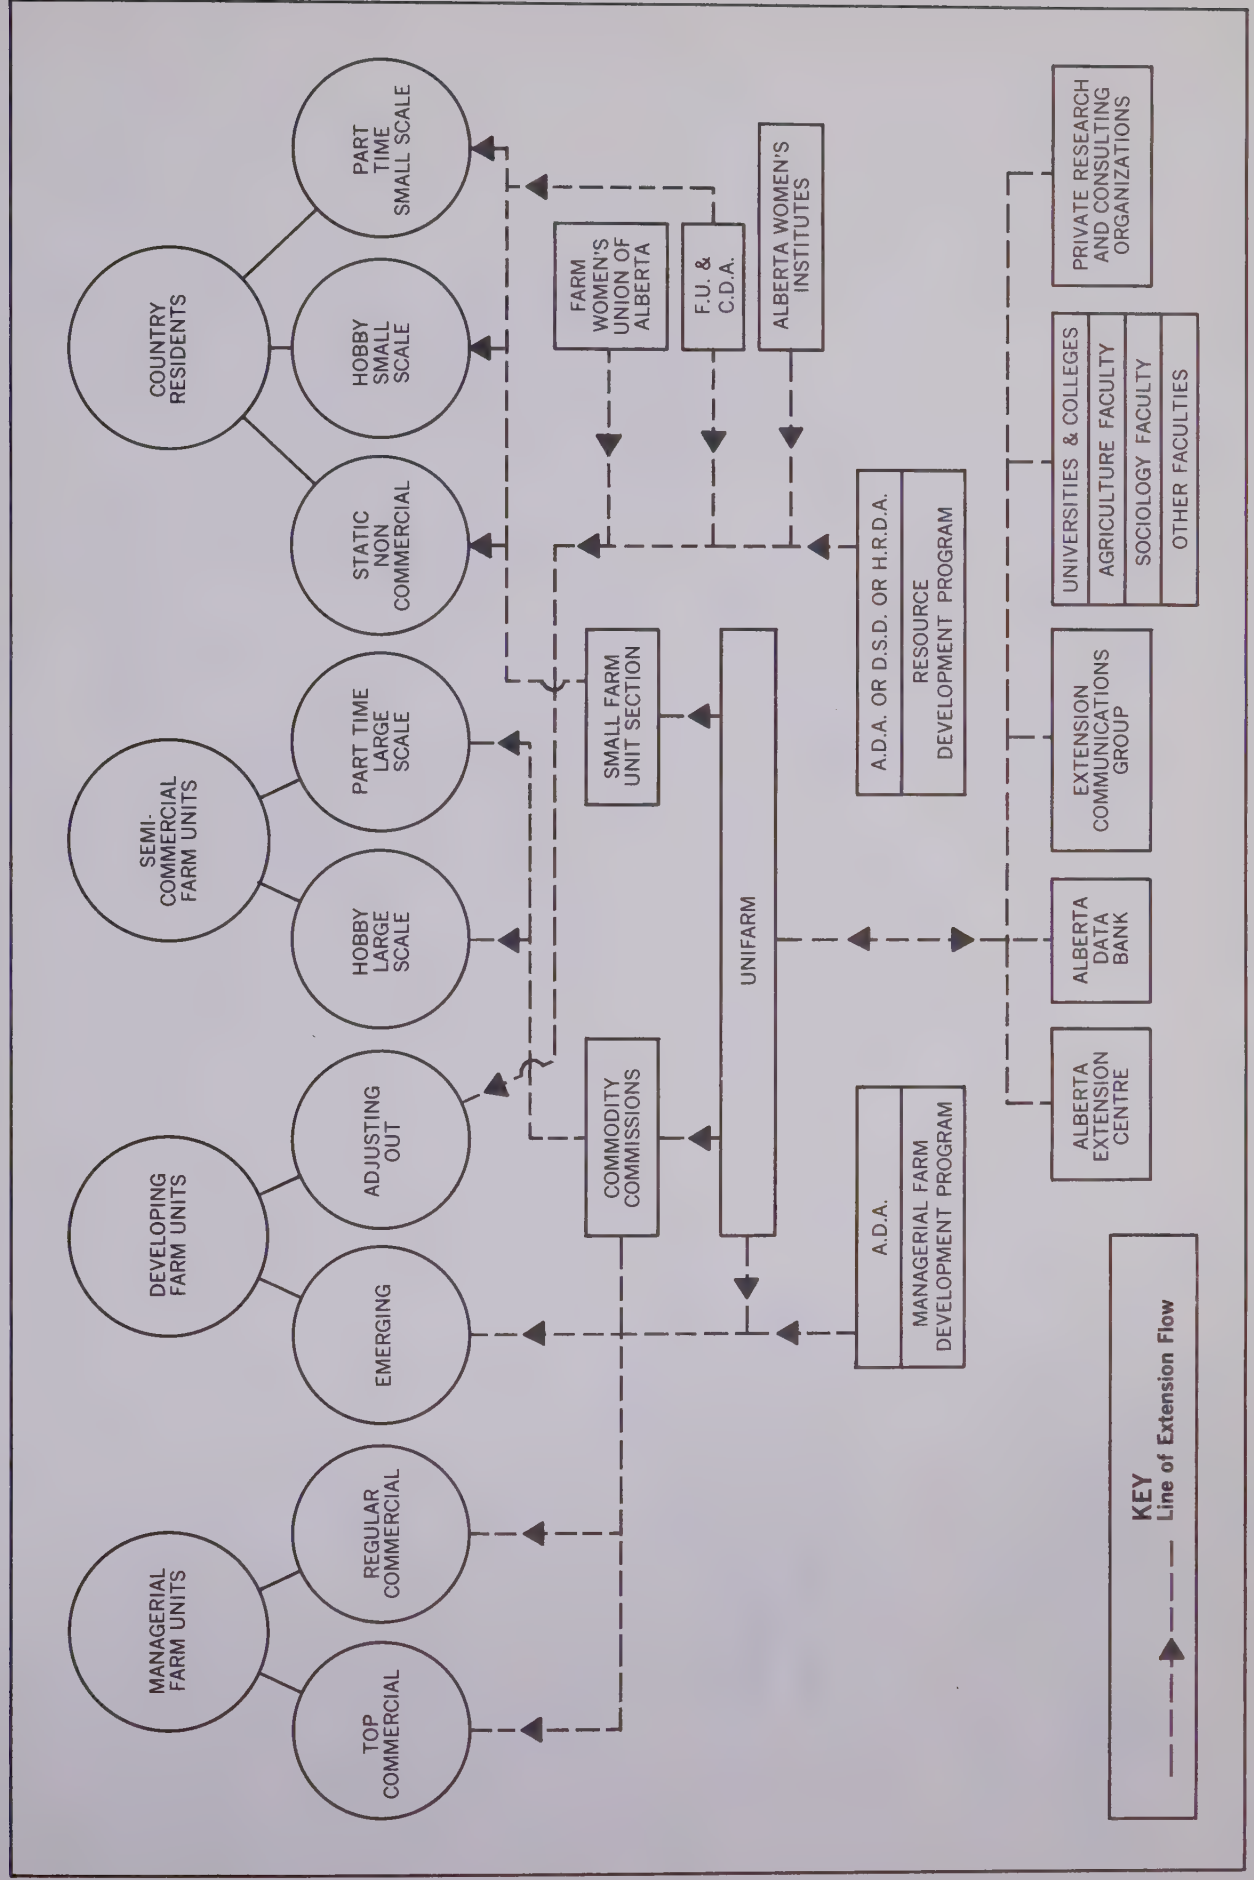 MANAGERIAL
FARM UNITS
DEVELOPING
FARM UNITS
SEMI-
COMMERCIAL
FARM UNITS
COUNTRY
RESIDENTS
TOP
COMMERCIAL
REGULAR
COMMERCIAL
EMERGING
ADJUSTING
OUT
HOBBY
LARGE
SCALE
PART TIME
LARGE
SCALE
STATIC
NON
COMMERCIAL
HOBBY
SMALL
SCALE
PART
TIME
SMALL SCALE
COMMODITY
COMMISSIONS
SMALL FARM
UNIT SECTION
FARM
WOMEN'S
UNION OF
ALBERTA
F.U. &
C.D.A.
ALBERTA WOMEN'S
INSTITUTES
UNIFARM
A.D.A.
MANAGERIAL FARM
DEVELOPMENT PROGRAM
A.D.A. OR D.S.D. OR H.R.D.A.
RESOURCE
DEVELOPMENT PROGRAM
ALBERTA
EXTENSION
CENTRE
ALBERTA
DATA
BANK
EXTENSION
COMMUNICATIONS
GROUP
UNIVERSITIES & COLLEGES
AGRICULTURE FACULTY
SOCIOLOGY FACULTY
OTHER FACULTIES
PRIVATE RESEARCH
AND CONSULTING
ORGANIZATIONS
KEY
Line of Extension Flow